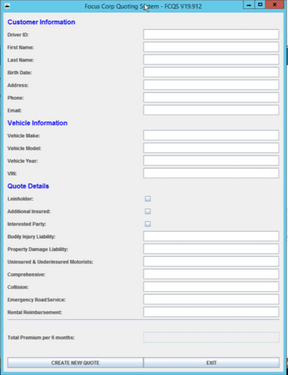 Focus Corp Quoting System - FCQS V19.912
Customer Information
Driver ID:
First Name:
Last Name:
Birth Date:
Address:
Phone:
Email:
Vehicle Information
Vehicle Make:
Vehicle Model:
Vehicle Year:
VIN:
Quote Details
Leinholder:
Additional Insured:
Interested Party:
Bodily Injury Liability:
Property Damage Liability:
Uninsured & Underinsured Motorists:
Comprehensive:
Collision:
Emergency RoadService:
Rental Reimbursement:
Total Premium per 6 months:
CREATE NEW QUOTE EXIT